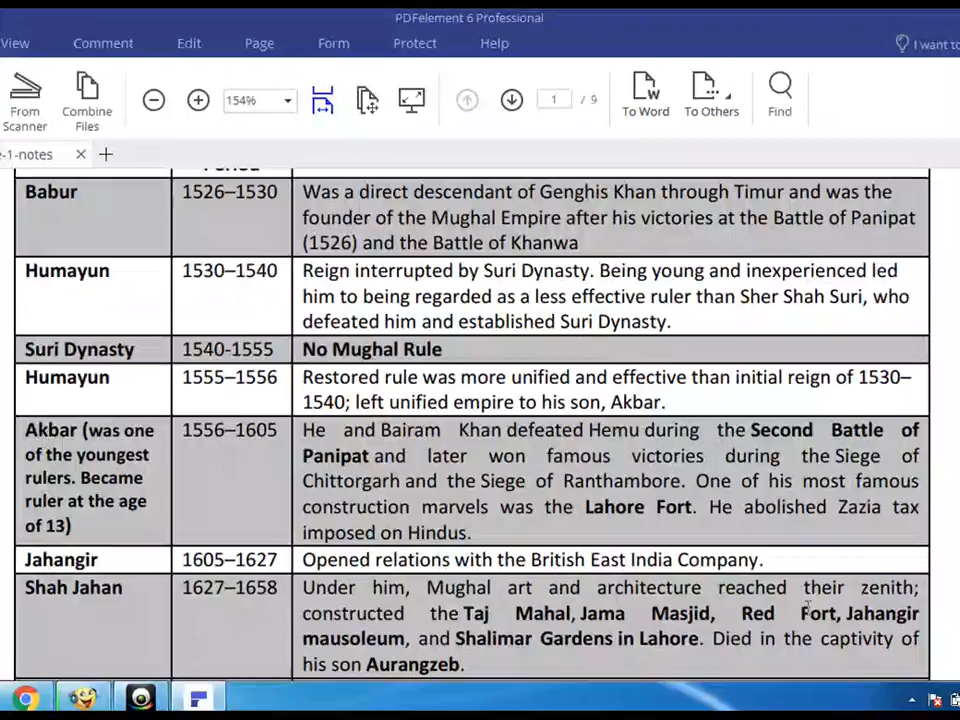 PDFelement 6 Professional
View Comment Edit Page Form Protect Help I want to
From Scanner
Combine Files
154%
1 / 9
To Word
To Others
Find
e-1-notes
Babur 1526–1530 Was a direct descendant of Genghis Khan through Timur and was the
founder of the Mughal Empire after his victories at the Battle of Panipat
(1526) and the Battle of Khanwa
Humayun 1530–1540 Reign interrupted by Suri Dynasty. Being young and inexperienced led
him to being regarded as a less effective ruler than Sher Shah Suri, who
defeated him and established Suri Dynasty.
Suri Dynasty 1540-1555 No Mughal Rule
Humayun 1555–1556 Restored rule was more unified and effective than initial reign of 1530–
1540; left unified empire to his son, Akbar.
Akbar (was one
of the youngest
rulers. Became
ruler at the age
of 13)
1556–1605
He and Bairam Khan defeated Hemu during the Second Battle of
Panipat and later won famous victories during the Siege of
Chittorgarh and the Siege of Ranthambore. One of his most famous
construction marvels was the Lahore Fort. He abolished Zazia tax
imposed on Hindus.
Jahangir 1605–1627 Opened relations with the British East India Company.
Shah Jahan 1627–1658 Under him, Mughal art and architecture reached their zenith;
constructed the Taj Mahal, Jama Masjid, Red Fort, Jahangir
mausoleum, and Shalimar Gardens in Lahore. Died in the captivity of
his son Aurangzeb.